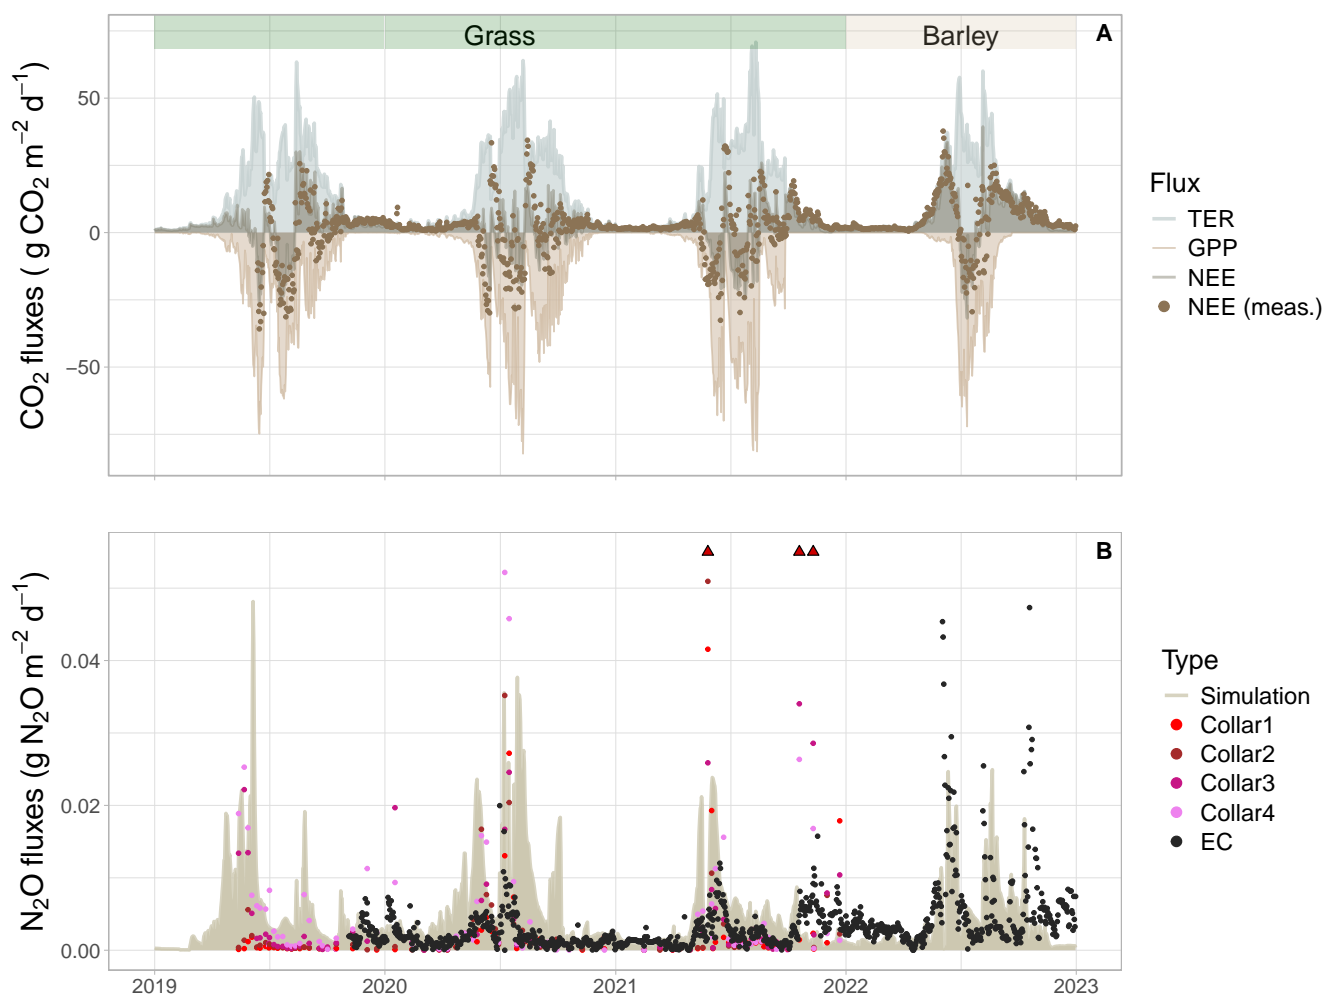 Grass
Barley
A
CO₂ fluxes ( g CO₂ m⁻² d⁻¹)
50
0
−50
Flux
TER
GPP
NEE
NEE (meas.)
B
N₂O fluxes (g N₂O m⁻² d⁻¹)
0.04
0.02
0.00
2019
2020
2021
2022
2023
Type
Simulation
Collar1
Collar2
Collar3
Collar4
EC